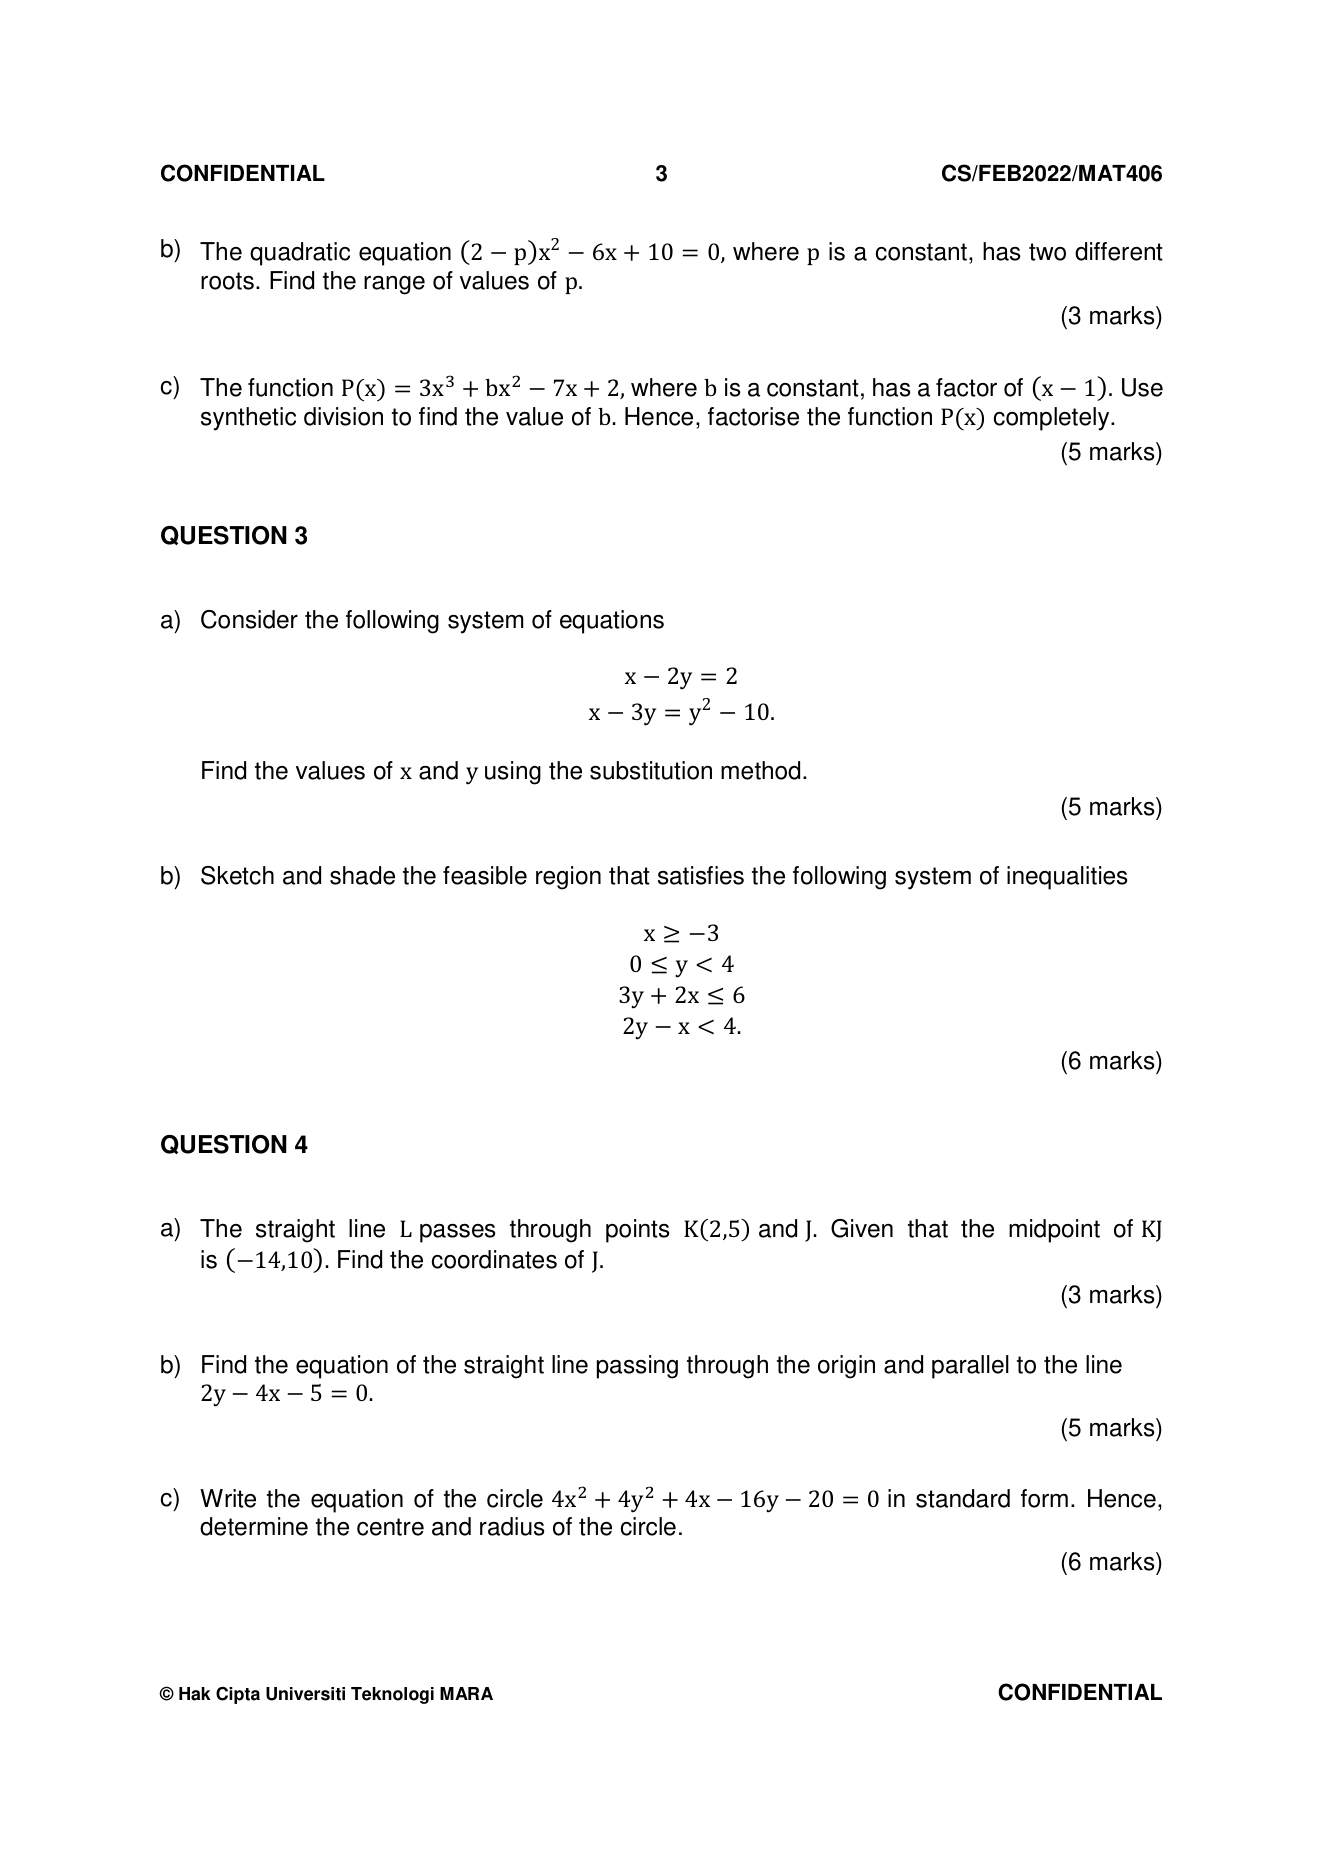 CONFIDENTIAL 3 CS/FEB2022/MAT406
b) The quadratic equation (2 − p)x² − 6x + 10 = 0, where p is a constant, has two different
roots. Find the range of values of p.
(3 marks)
c) The function P(x) = 3x³ + bx² − 7x + 2, where b is a constant, has a factor of (x − 1). Use
synthetic division to find the value of b. Hence, factorise the function P(x) completely.
(5 marks)
QUESTION 3
a) Consider the following system of equations
x − 2y = 2
x − 3y = y² − 10.
Find the values of x and y using the substitution method.
(5 marks)
b) Sketch and shade the feasible region that satisfies the following system of inequalities
x ≥ −3
0 ≤ y < 4
3y + 2x ≤ 6
2y − x < 4.
(6 marks)
QUESTION 4
a) The straight line L passes through points K(2,5) and J. Given that the midpoint of KJ
is (−14,10). Find the coordinates of J.
(3 marks)
b) Find the equation of the straight line passing through the origin and parallel to the line
2y − 4x − 5 = 0.
(5 marks)
c) Write the equation of the circle 4x² + 4y² + 4x − 16y − 20 = 0 in standard form. Hence,
determine the centre and radius of the circle.
(6 marks)
© Hak Cipta Universiti Teknologi MARA CONFIDENTIAL